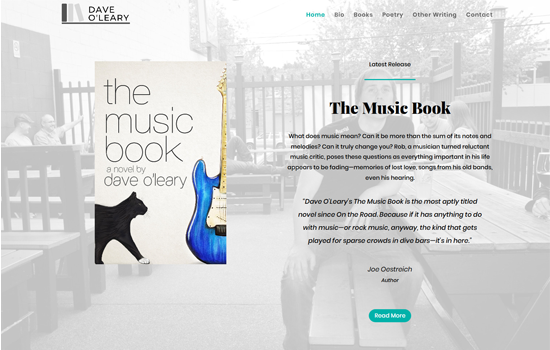 DAVE
O'LEARY
Home Bio Books Poetry Other Writing Contact
Latest Release
The Music Book
the
music
book
a novel by
dave o'leary
What does music mean? Can it be more than the sum of its notes and
melodies? Can it truly change you? Rob, a musician turned reluctant
music critic, poses these questions as everything important in his life
appears to be fading—memories of lost love, songs from his old bands,
even his hearing.
"Dave O'Leary's The Music Book is the most aptly titled
novel since On the Road. Because if it has anything to do
with music—or rock music, anyway, the kind that gets
played for sparse crowds in dive bars—it's in here."
Joe Oestreich
Author
Read More